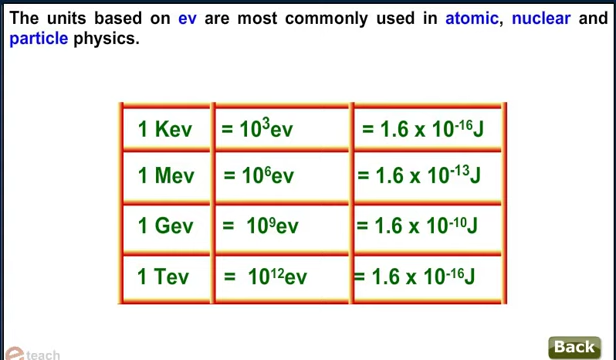 The units based on ev are most commonly used in atomic, nuclear and
particle physics.
1 Kev = 10³ev = 1.6 x 10⁻¹⁶J
1 Mev = 10⁶ev = 1.6 x 10⁻¹³J
1 Gev = 10⁹ev = 1.6 x 10⁻¹⁰J
1 Tev = 10¹²ev = 1.6 x 10⁻¹⁶J
Back
e teach